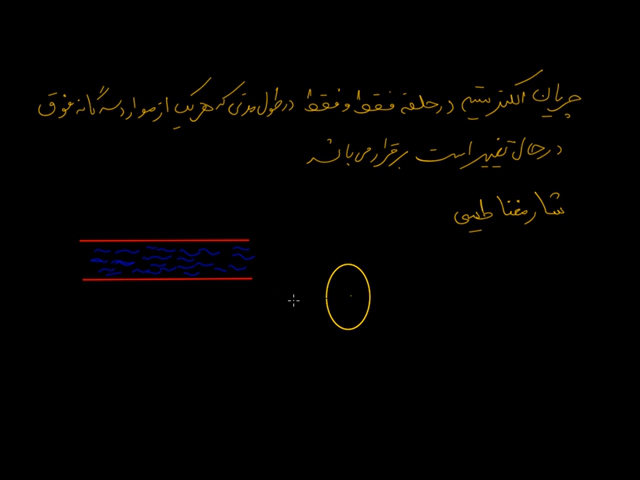 جریان الکتریسیته در حلقه فقط و فقط در طول مدتی که هر یک از موارد سه گانه فوق
در حال تغییر است برقرار می باشد
شار مغناطیسی